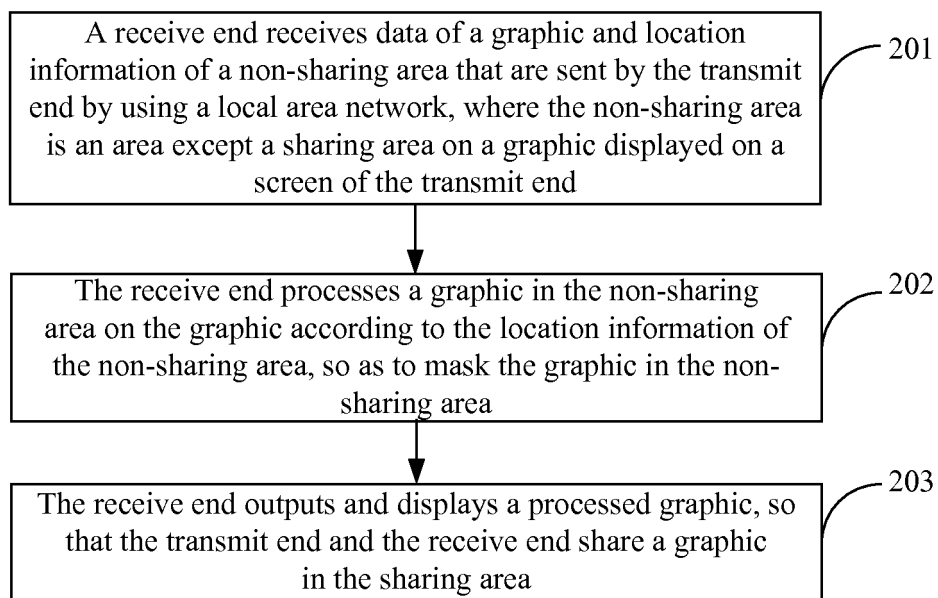 A receive end receives data of a graphic and location
information of a non-sharing area that are sent by the transmit
end by using a local area network, where the non-sharing area
is an area except a sharing area on a graphic displayed on a
screen of the transmit end
201
The receive end processes a graphic in the non-sharing
area on the graphic according to the location information of
the non-sharing area, so as to mask the graphic in the non-
sharing area
202
The receive end outputs and displays a processed graphic, so
that the transmit end and the receive end share a graphic
in the sharing area
203